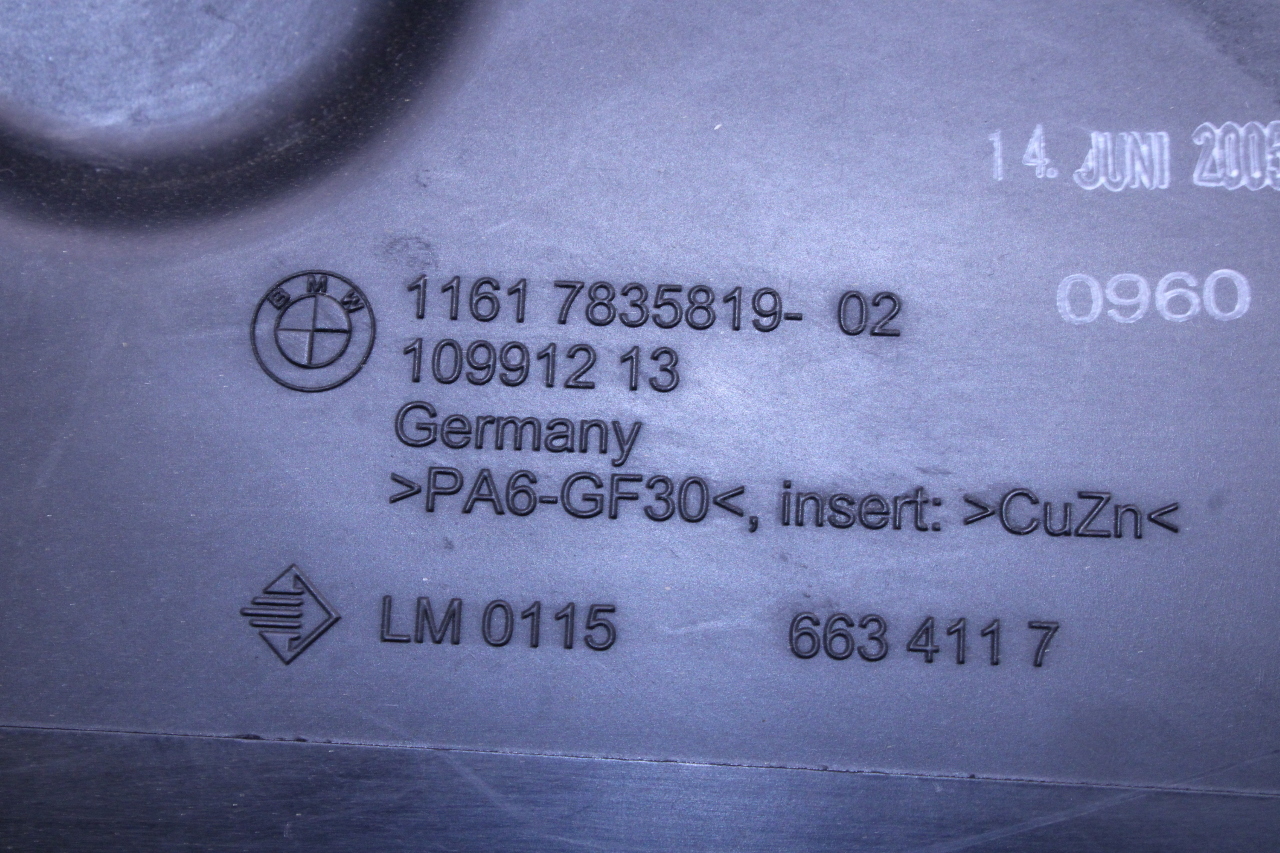 14. JUNI 2003
0960
BMW
1161 7835819- 02
109912 13
Germany
>PA6-GF30<, insert: >CuZn<
LM 0115 663 411 7